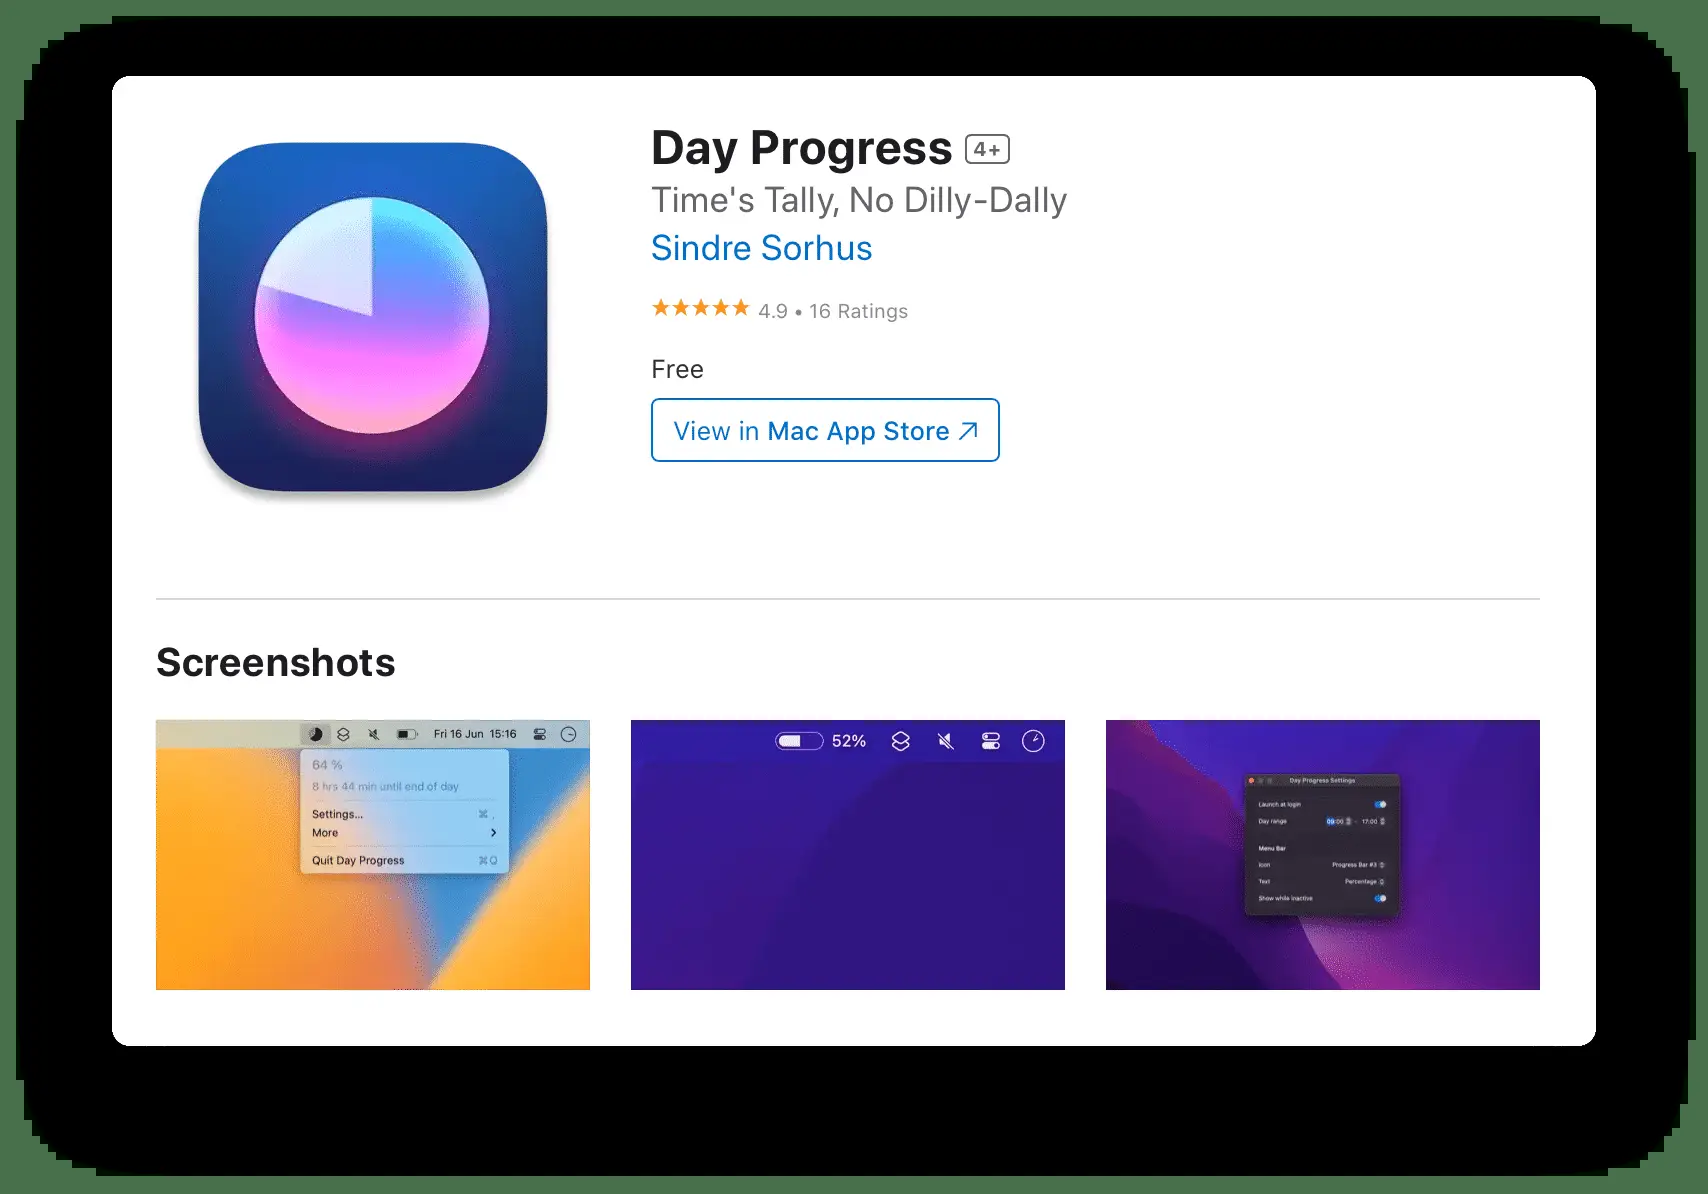 Day Progress 4+
Time's Tally, No Dilly-Dally
Sindre Sorhus
★★★★★ 4.9 • 16 Ratings
Free
View in Mac App Store ↗
Screenshots
Fri 16 Jun 15:16
64 %
8 hrs 44 min until end of day
Settings... ⌘ ,
More >
Quit Day Progress ⌘ Q
52%
Day Progress Settings
Launch at login
Day range 09:00 - 17:00
Menu Bar
Icon Progress Bar #3
Text Percentage
Show while inactive